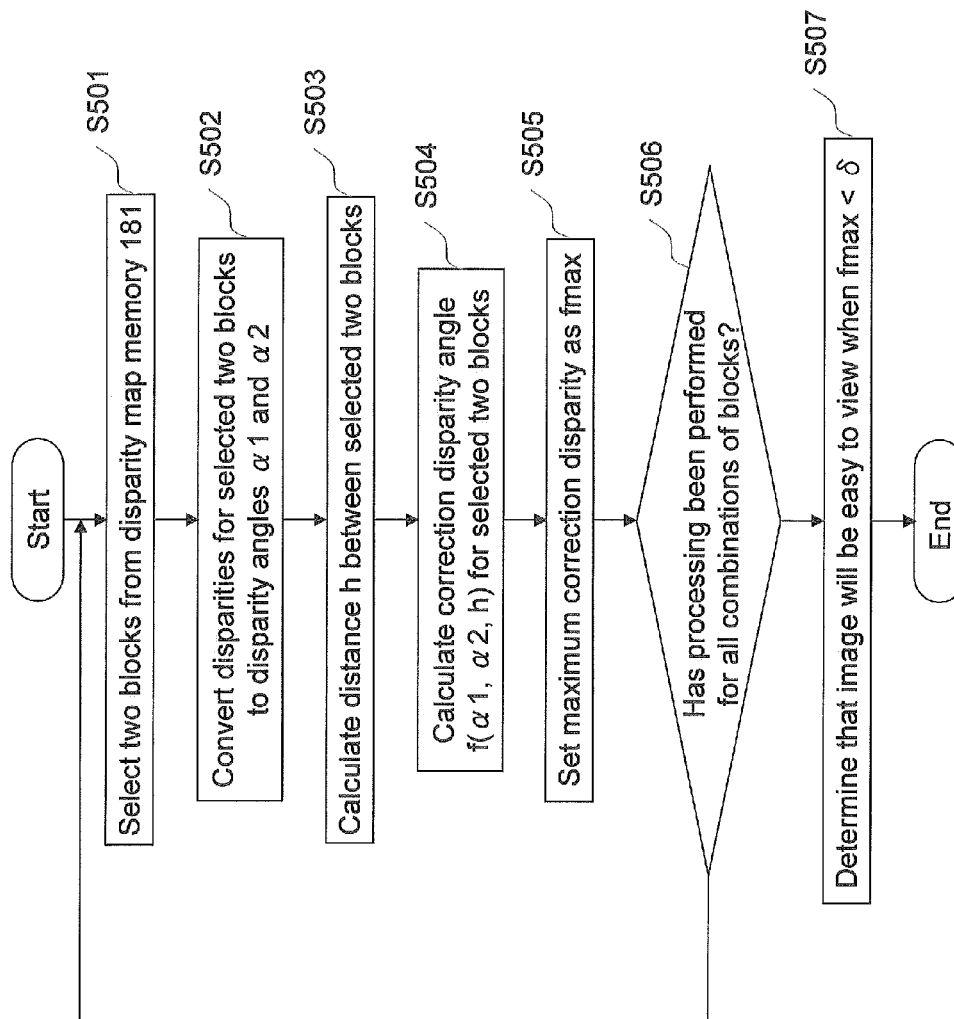 Start
Select two blocks from disparity map memory 181
S501
Convert disparities for selected two blocks
to disparity angles α1 and α2
S502
Calculate distance h between selected two blocks
S503
Calculate correction disparity angle
f(α1, α2, h) for selected two blocks
S504
Set maximum correction disparity as fmax
S505
Has processing been performed
for all combinations of blocks?
S506
Determine that image will be easy to view when fmax < δ
S507
End